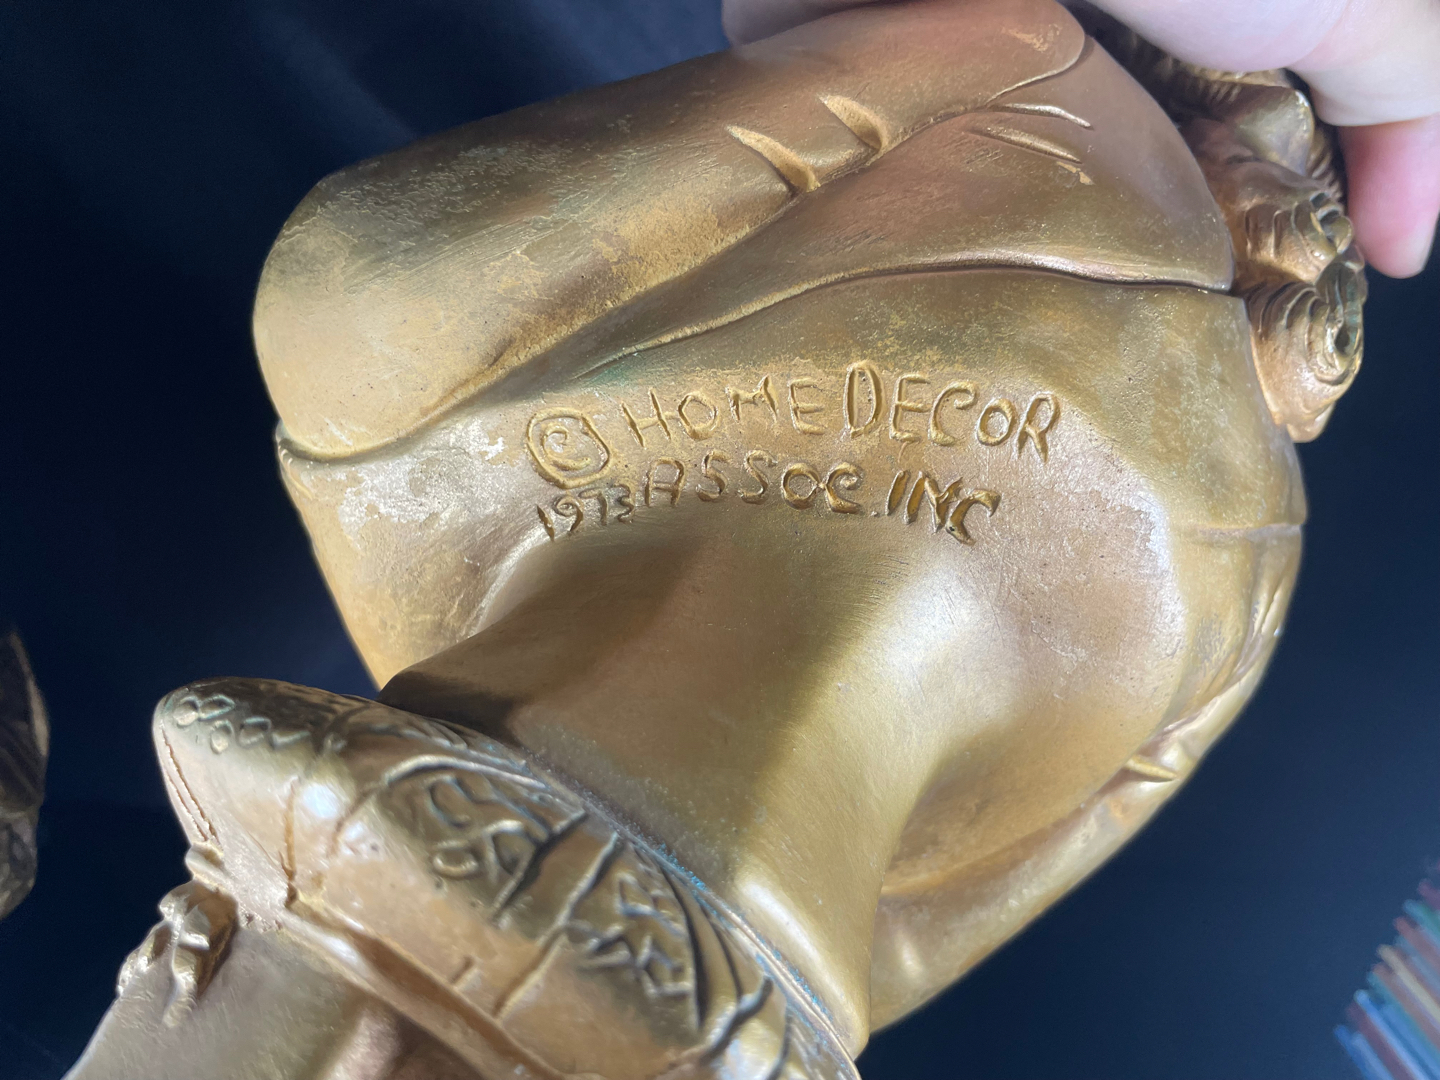 © HOME DECOR
1973 ASSOC. INC